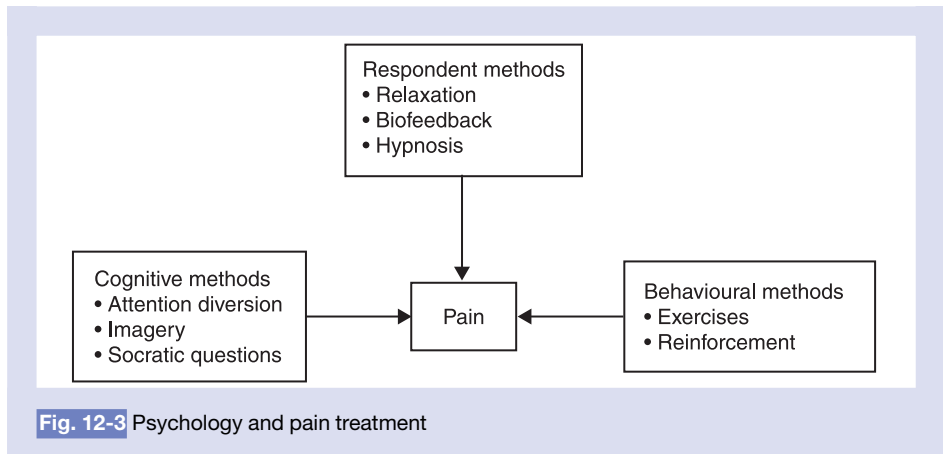 Respondent methods
• Relaxation
• Biofeedback
• Hypnosis
Cognitive methods
• Attention diversion
• Imagery
• Socratic questions
Pain
Behavioural methods
• Exercises
• Reinforcement
Fig. 12-3 Psychology and pain treatment